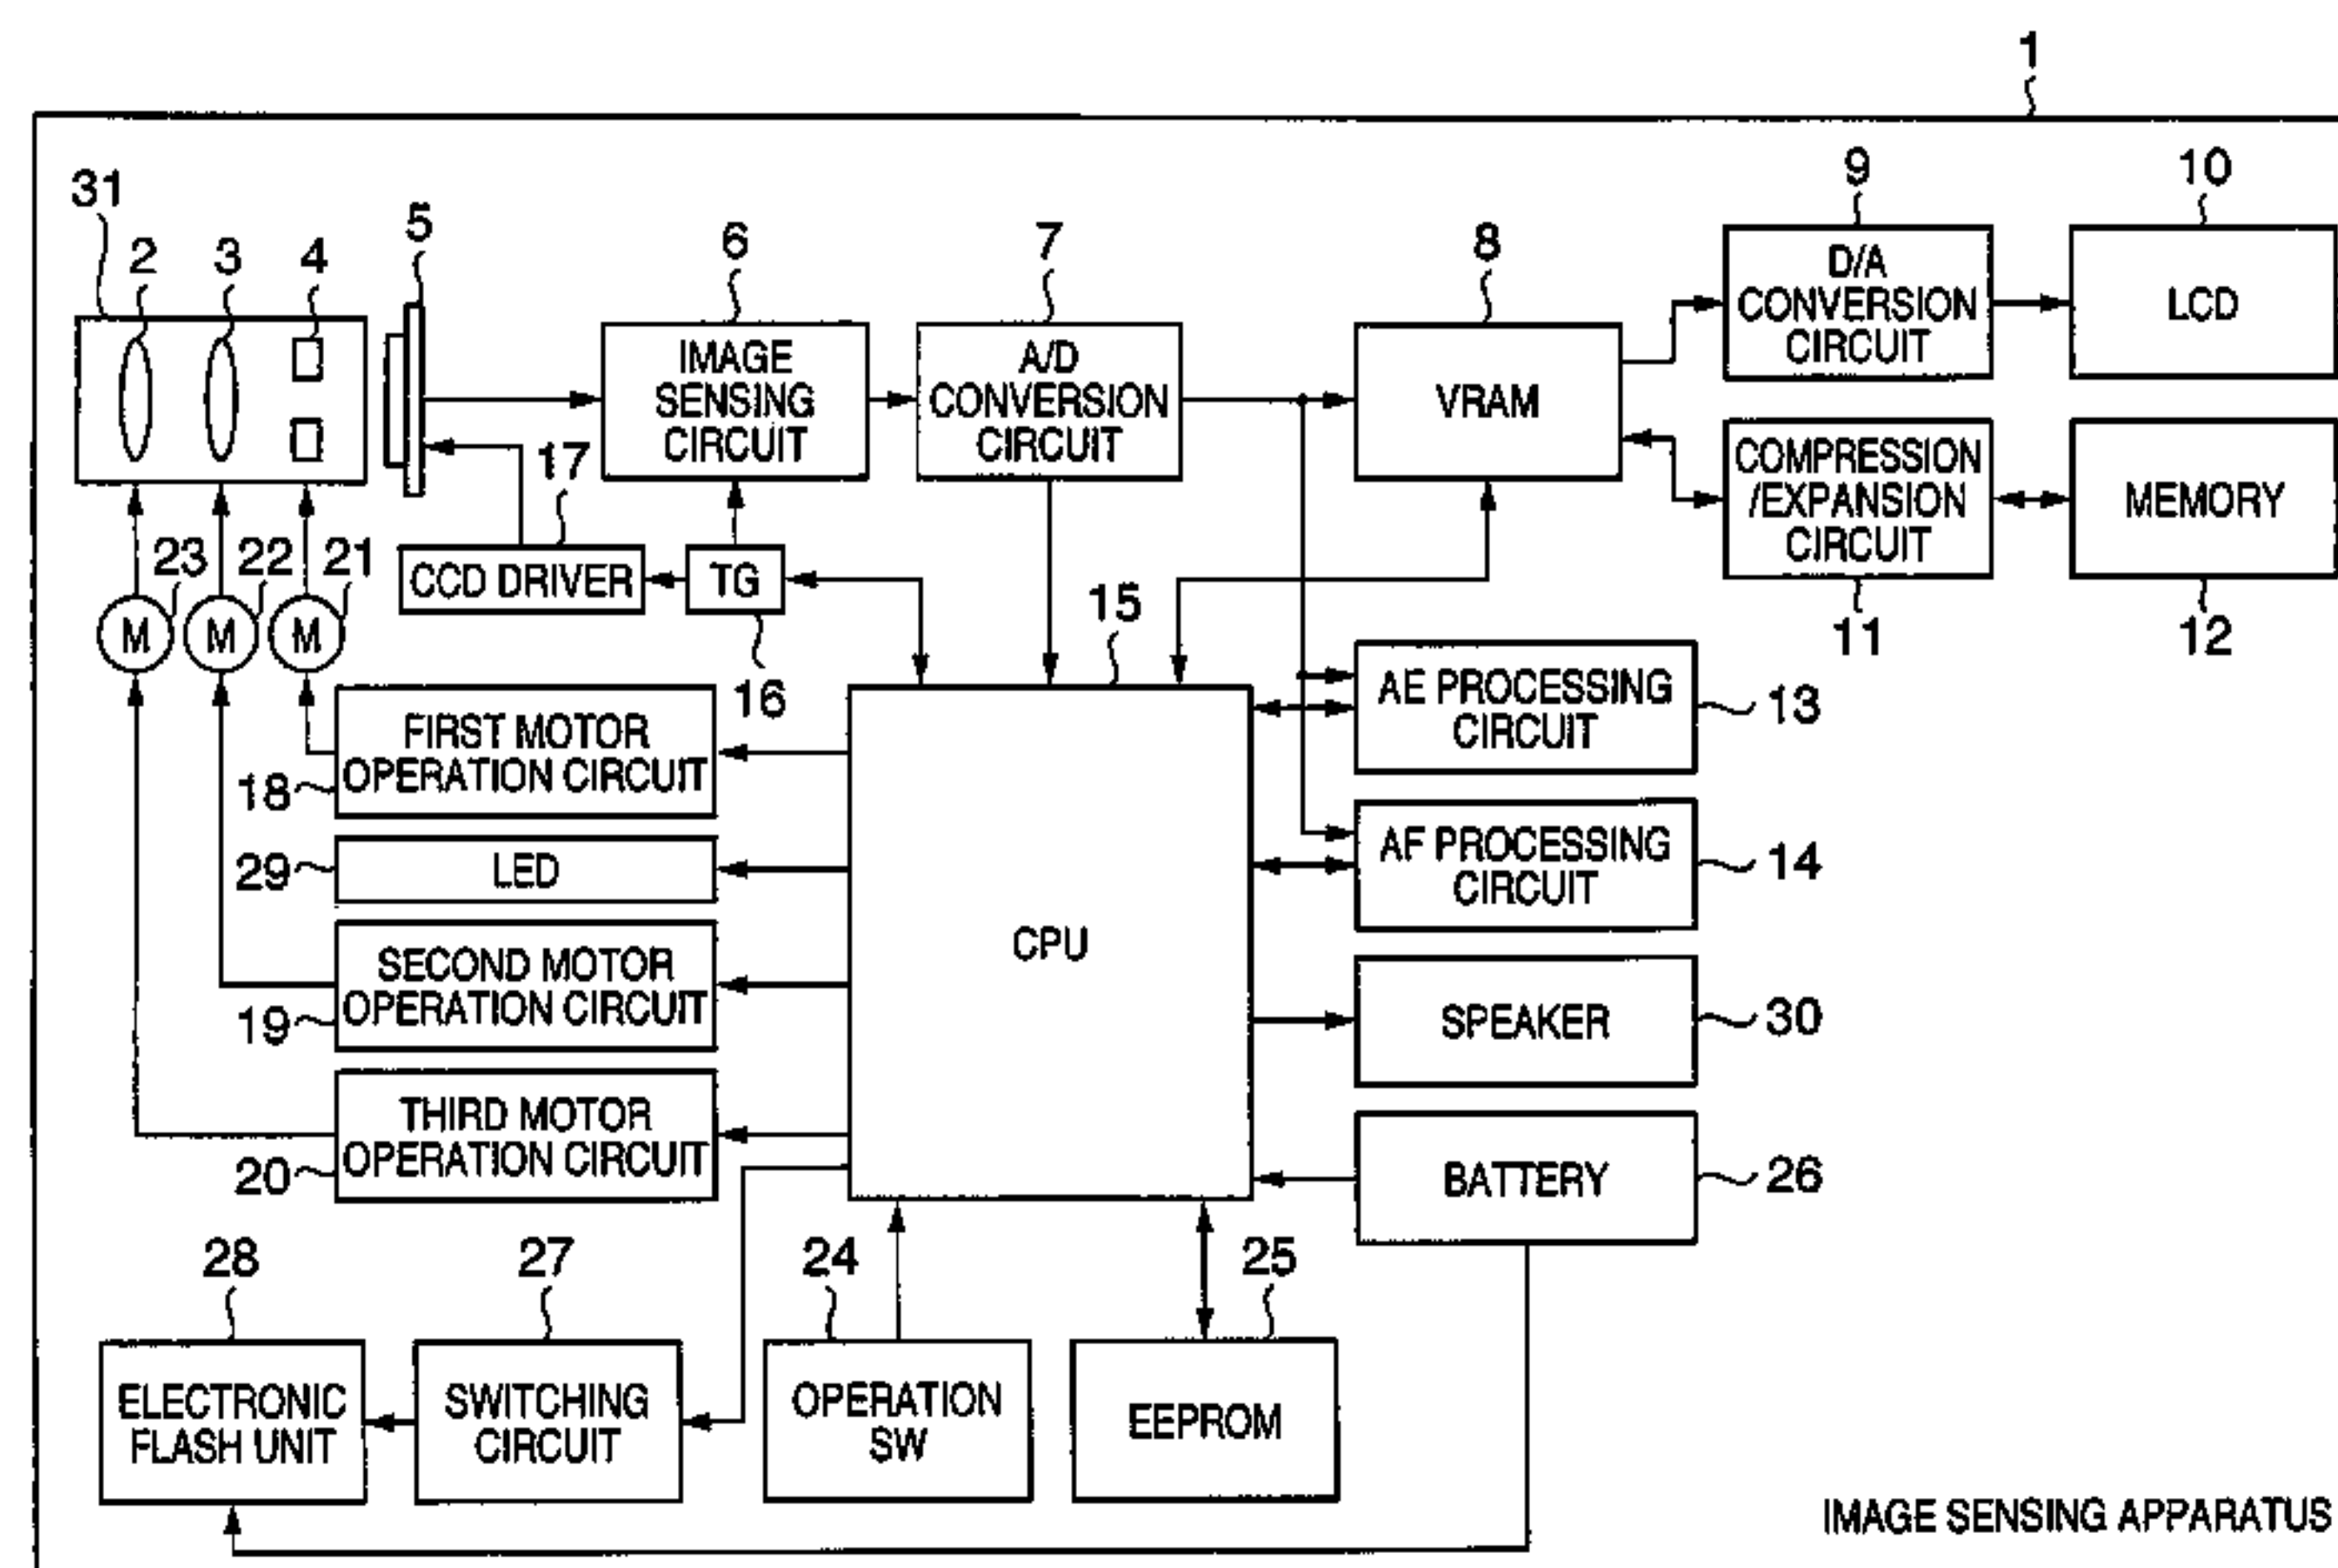 1
31
2
3
4
5
6
7
8
9
10
IMAGE
SENSING
CIRCUIT
A/D
CONVERSION
CIRCUIT
VRAM
D/A
CONVERSION
CIRCUIT
LCD
COMPRESSION
/EXPANSION
CIRCUIT
MEMORY
11
12
17
23
22
21
CCD DRIVER
TG
15
16
M
M
M
FIRST MOTOR
OPERATION CIRCUIT
18
LED
29
SECOND MOTOR
OPERATION CIRCUIT
19
THIRD MOTOR
OPERATION CIRCUIT
20
CPU
AE PROCESSING
CIRCUIT
13
AF PROCESSING
CIRCUIT
14
SPEAKER
30
BATTERY
26
28
27
24
25
ELECTRONIC
FLASH UNIT
SWITCHING
CIRCUIT
OPERATION
SW
EEPROM
IMAGE SENSING APPARATUS